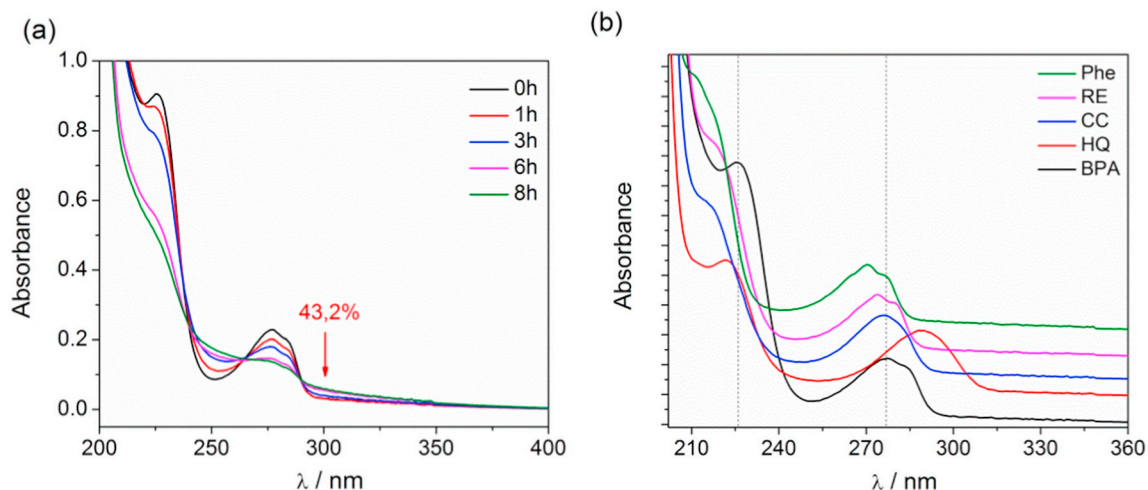 (a)
1.0
0.8
0.6
0.4
0.2
0.0
Absorbance
0h
1h
3h
6h
8h
43,2%
200
250
300
350
400
λ / nm
(b)
Absorbance
Phe
RE
CC
HQ
BPA
210
240
270
300
330
360
λ / nm